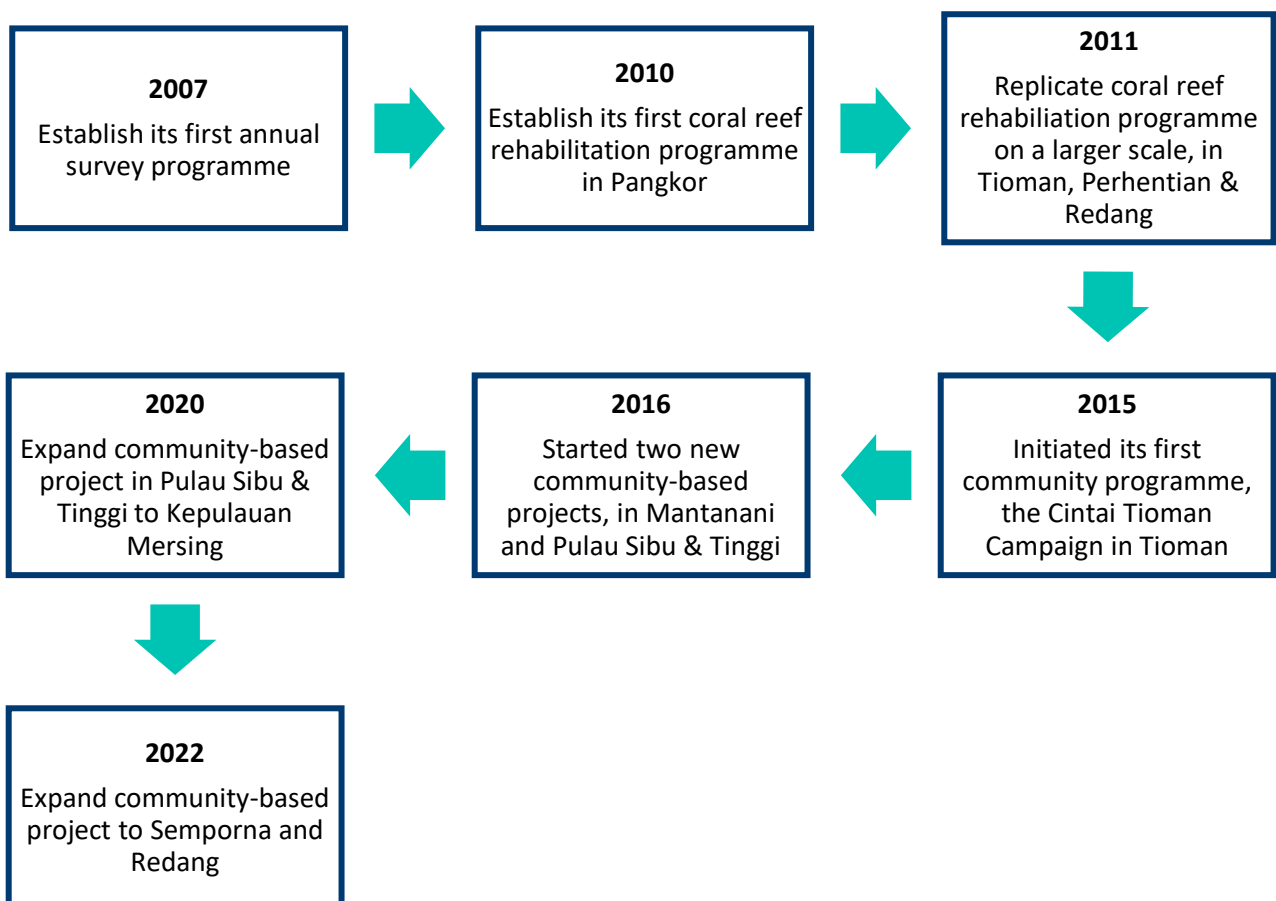 2007
Establish its first annual
survey programme
2010
Establish its first coral reef
rehabilitation programme
in Pangkor
2011
Replicate coral reef
rehabiliation programme
on a larger scale, in
Tioman, Perhentian &
Redang
2015
Initiated its first
community programme,
the Cintai Tioman
Campaign in Tioman
2016
Started two new
community-based
projects, in Mantanani
and Pulau Sibu & Tinggi
2020
Expand community-based
project in Pulau Sibu &
Tinggi to Kepulauan
Mersing
2022
Expand community-based
project to Semporna and
Redang